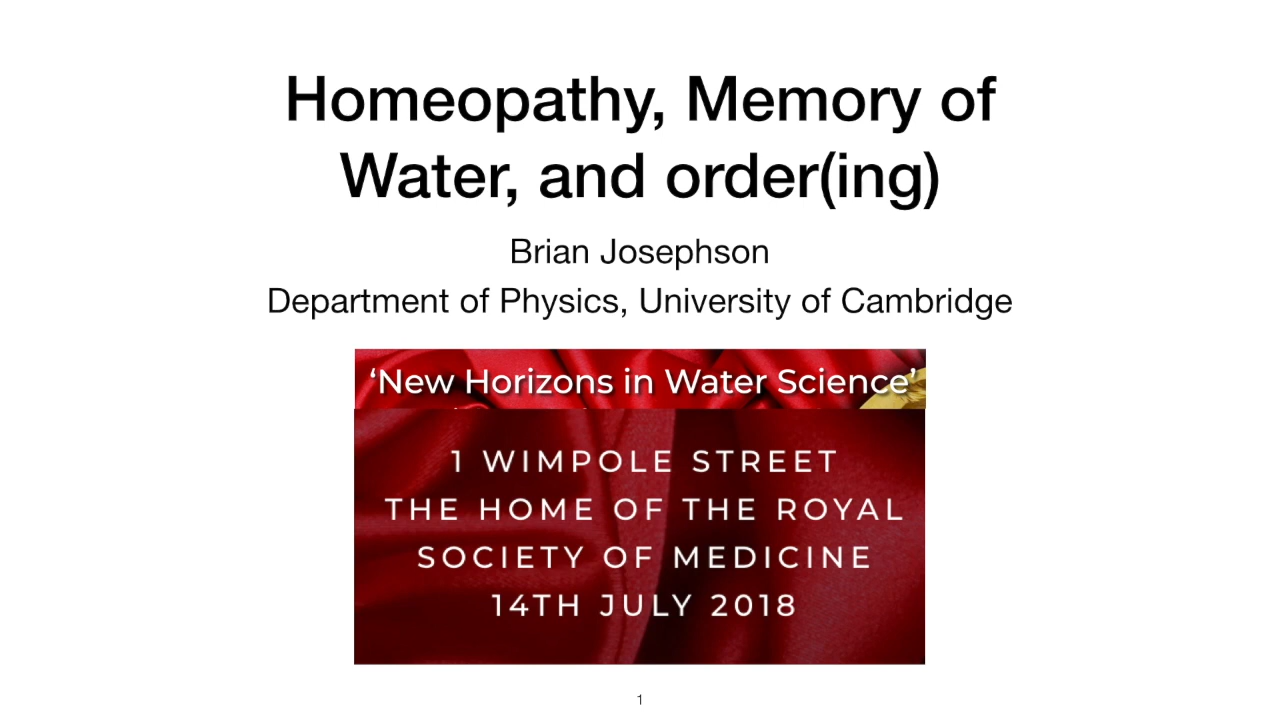 Homeopathy, Memory of
Water, and order(ing)
Brian Josephson
Department of Physics, University of Cambridge
‘New Horizons in Water Science’
1 WIMPOLE STREET
THE HOME OF THE ROYAL
SOCIETY OF MEDICINE
14TH JULY 2018
1